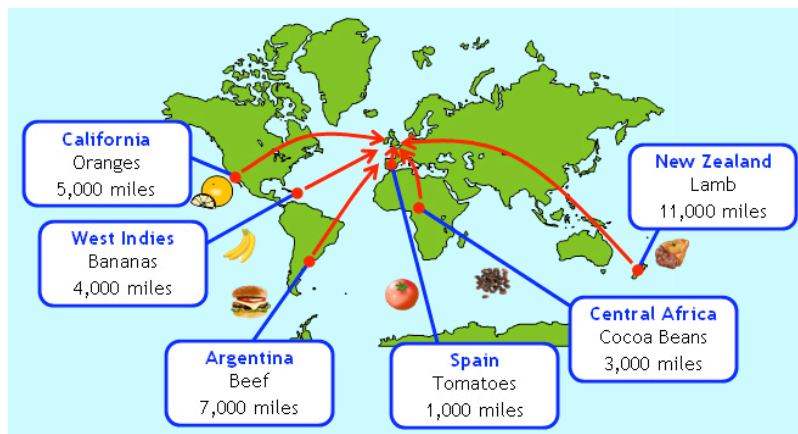 California
Oranges
5,000 miles
West Indies
Bananas
4,000 miles
Argentina
Beef
7,000 miles
Spain
Tomatoes
1,000 miles
Central Africa
Cocoa Beans
3,000 miles
New Zealand
Lamb
11,000 miles